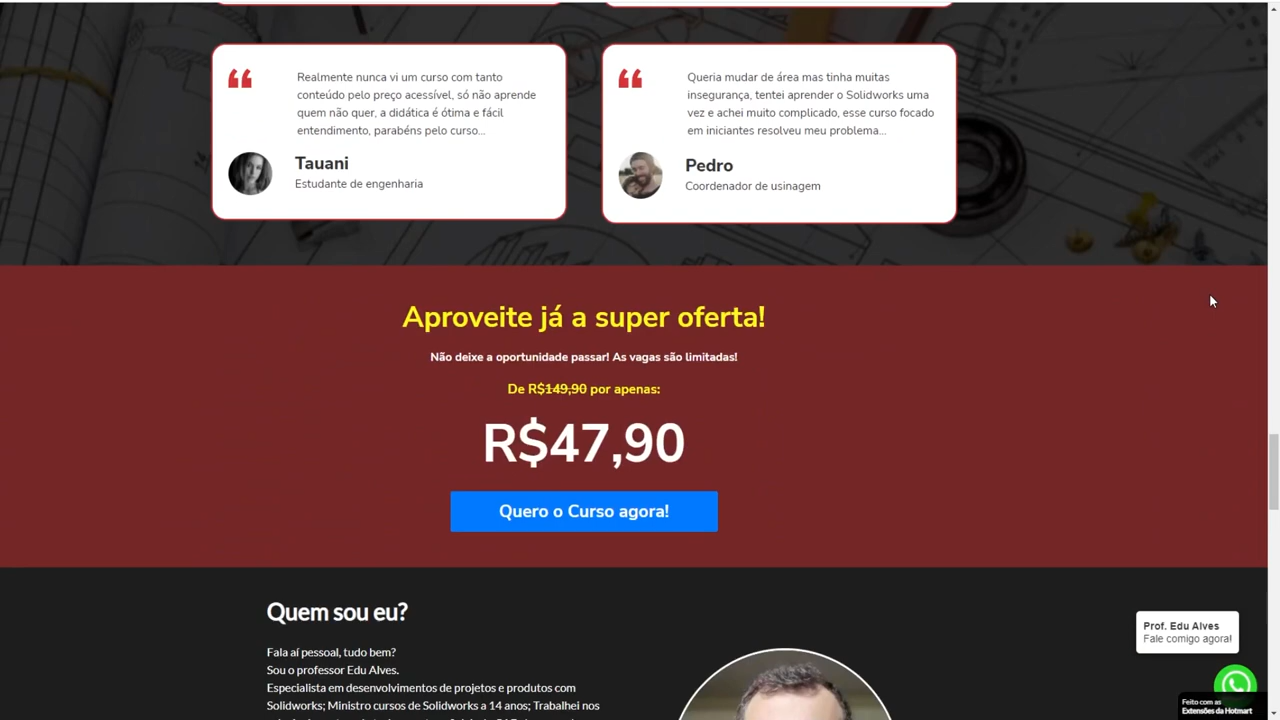 “
Realmente nunca vi um curso com tanto
conteúdo pelo preço acessível, só não aprende
quem não quer, a didática é ótima e fácil
entendimento, parabéns pelo curso...
Tauani
Estudante de engenharia
“
Queria mudar de área mas tinha muitas
insegurança, tentei aprender o Solidworks uma
vez e achei muito complicado, esse curso focado
em iniciantes resolveu meu problema...
Pedro
Coordenador de usinagem
Aproveite já a super oferta!
Não deixe a oportunidade passar! As vagas são limitadas!
De R$149,90 por apenas:
R$47,90
Quero o Curso agora!
Quem sou eu?
Fala aí pessoal, tudo bem?
Sou o professor Edu Alves.
Especialista em desenvolvimentos de projetos e produtos com
Solidworks; Ministro cursos de Solidworks a 14 anos; Trabalhei nos
Prof. Edu Alves
Fale comigo agora!
Feito com as
Extensões da Hotmart